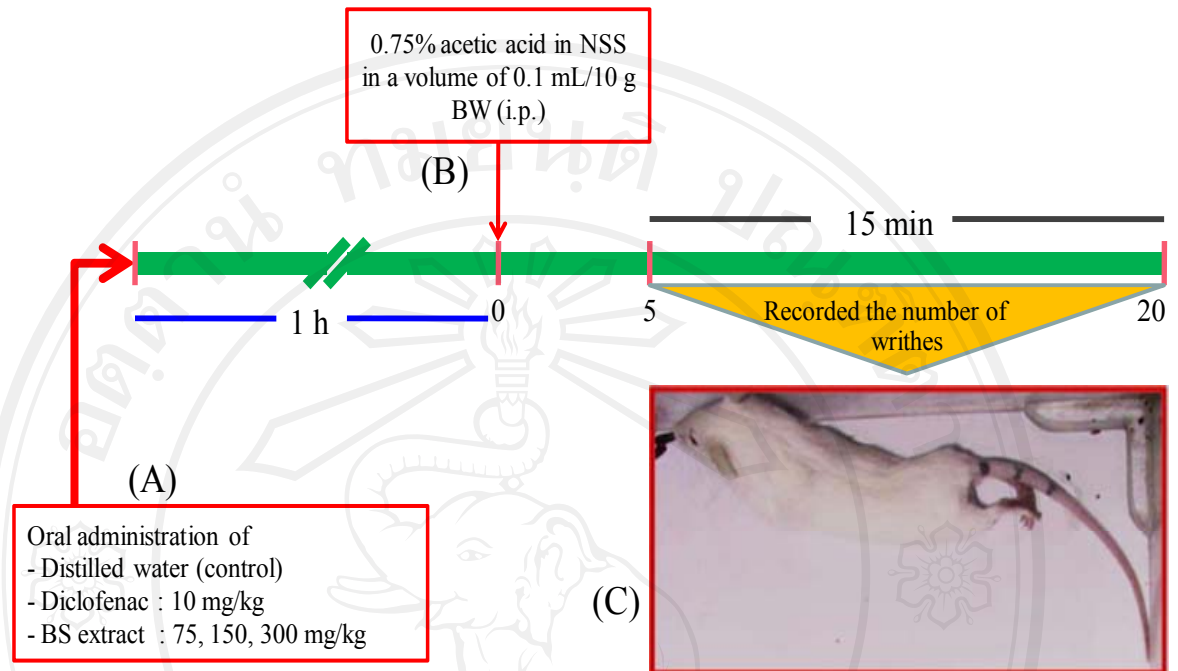 0.75% acetic acid in NSS
in a volume of 0.1 mL/10 g
BW (i.p.)
(B)
15 min
1 h
0
5
20
Recorded the number of
writhes
(A)
Oral administration of
- Distilled water (control)
- Diclofenac : 10 mg/kg
- BS extract : 75, 150, 300 mg/kg
(C)